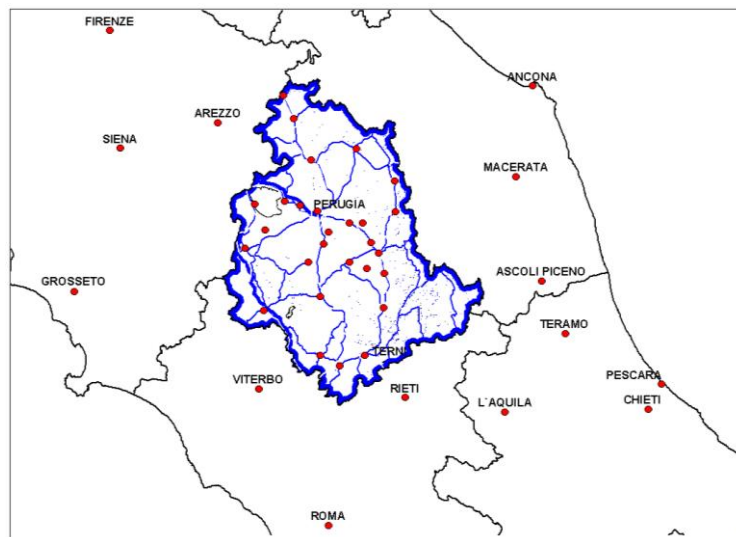 FIRENZE
ANCONA
AREZZO
SIENA
MACERATA
PERUGIA
GROSSETO
ASCOLI PICENO
TERAMO
TERNI
VITERBO
RIETI
PESCARA
L`AQUILA
CHIETI
ROMA